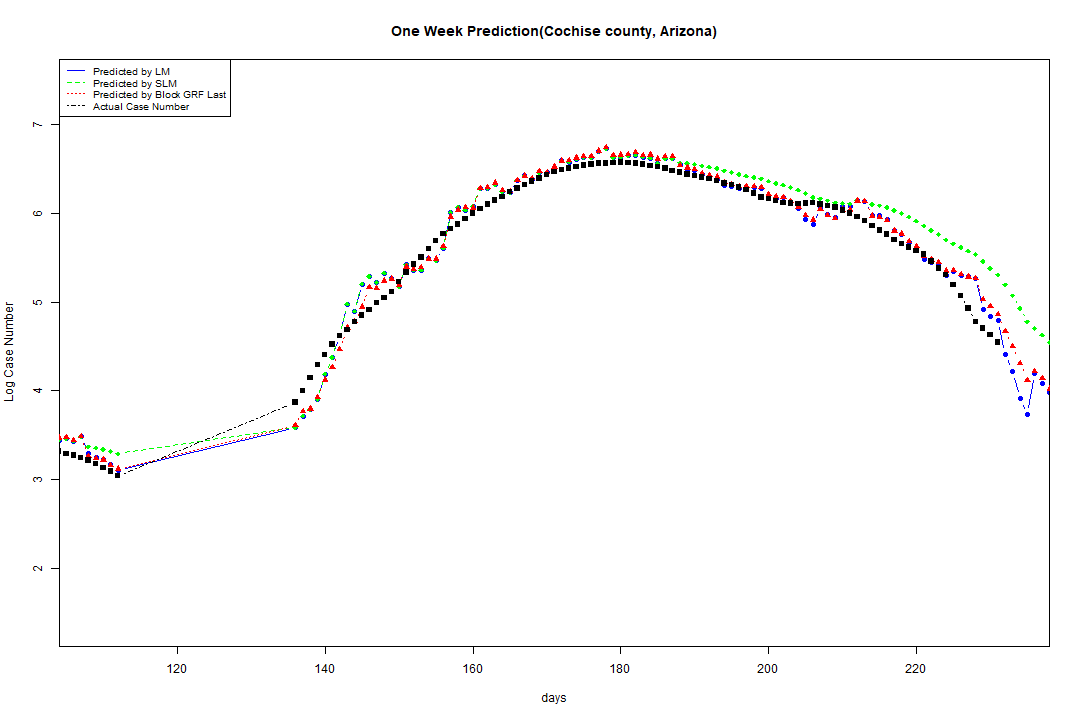 One Week Prediction(Cochise county, Arizona)
Predicted by LM
Predicted by SLM
Predicted by Block GRF Last
Actual Case Number
7
6
5
4
3
2
Log Case Number
120 140 160 180 200 220
days